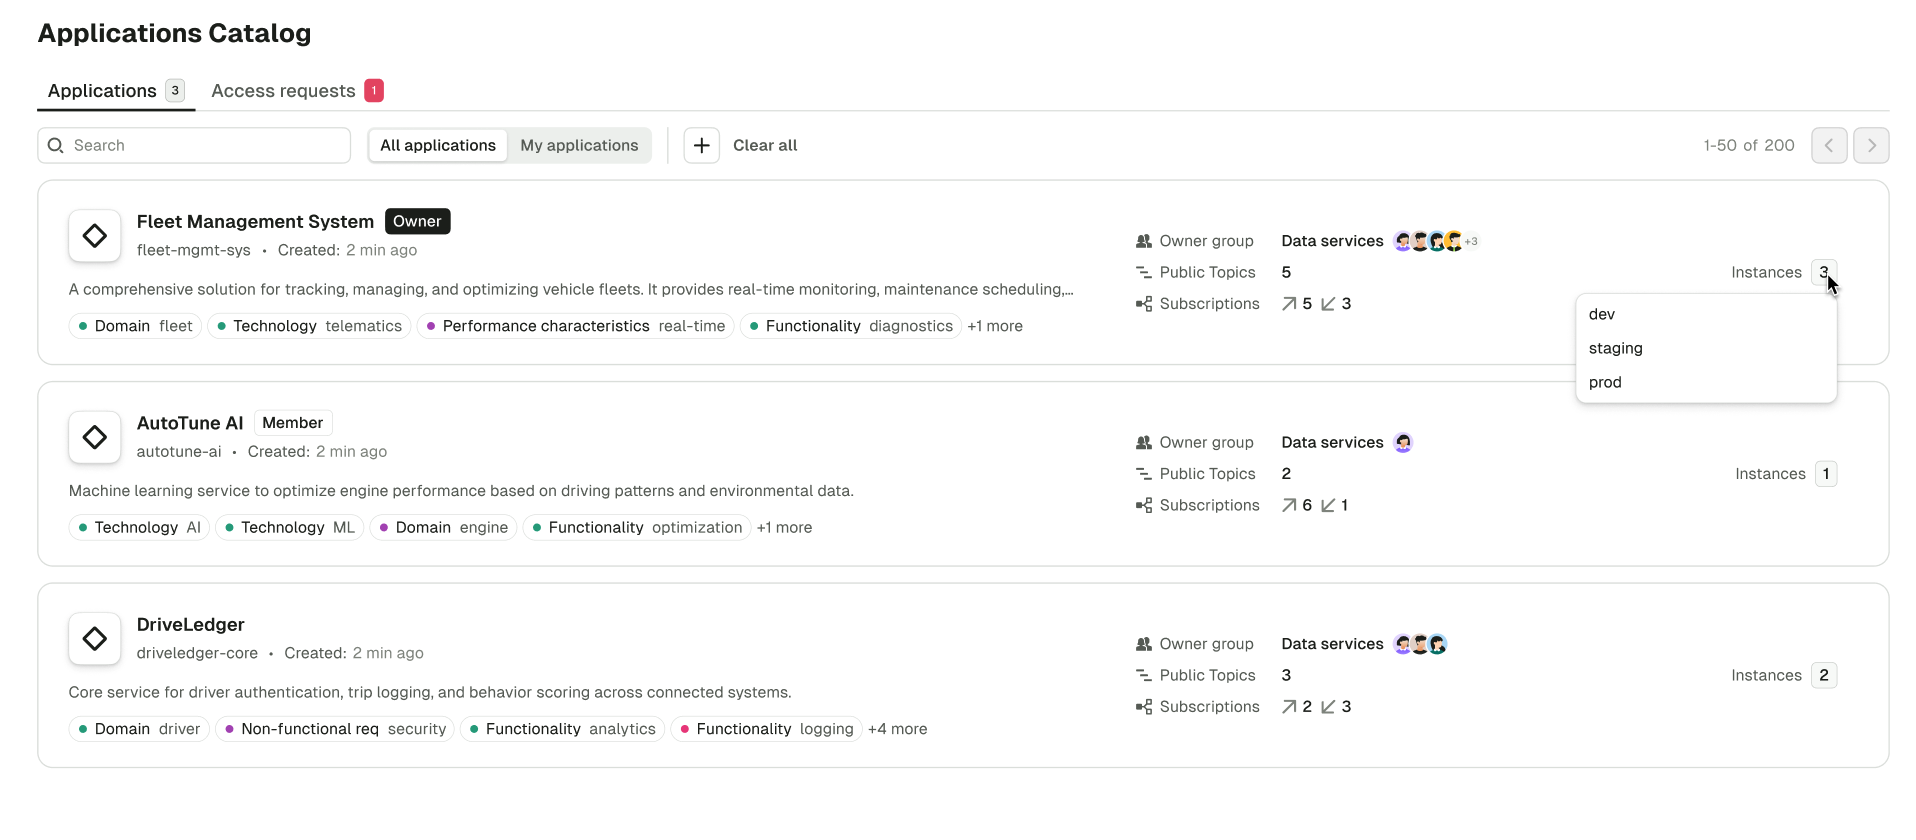 Applications Catalog
Applications 3 Access requests 1
Search All applications My applications Clear all 1-50 of 200
Fleet Management System Owner
fleet-mgmt-sys • Created: 2 min ago
A comprehensive solution for tracking, managing, and optimizing vehicle fleets. It provides real-time monitoring, maintenance scheduling,...
Domain fleet Technology telematics Performance characteristics real-time Functionality diagnostics +1 more
Owner group Data services +3
Public Topics 5
Subscriptions 5 3
Instances 3
dev
staging
prod
AutoTune AI Member
autotune-ai • Created: 2 min ago
Machine learning service to optimize engine performance based on driving patterns and environmental data.
Technology AI Technology ML Domain engine Functionality optimization +1 more
Owner group Data services
Public Topics 2
Subscriptions 6 1
Instances 1
DriveLedger
driveledger-core • Created: 2 min ago
Core service for driver authentication, trip logging, and behavior scoring across connected systems.
Domain driver Non-functional req security Functionality analytics Functionality logging +4 more
Owner group Data services
Public Topics 3
Subscriptions 2 3
Instances 2